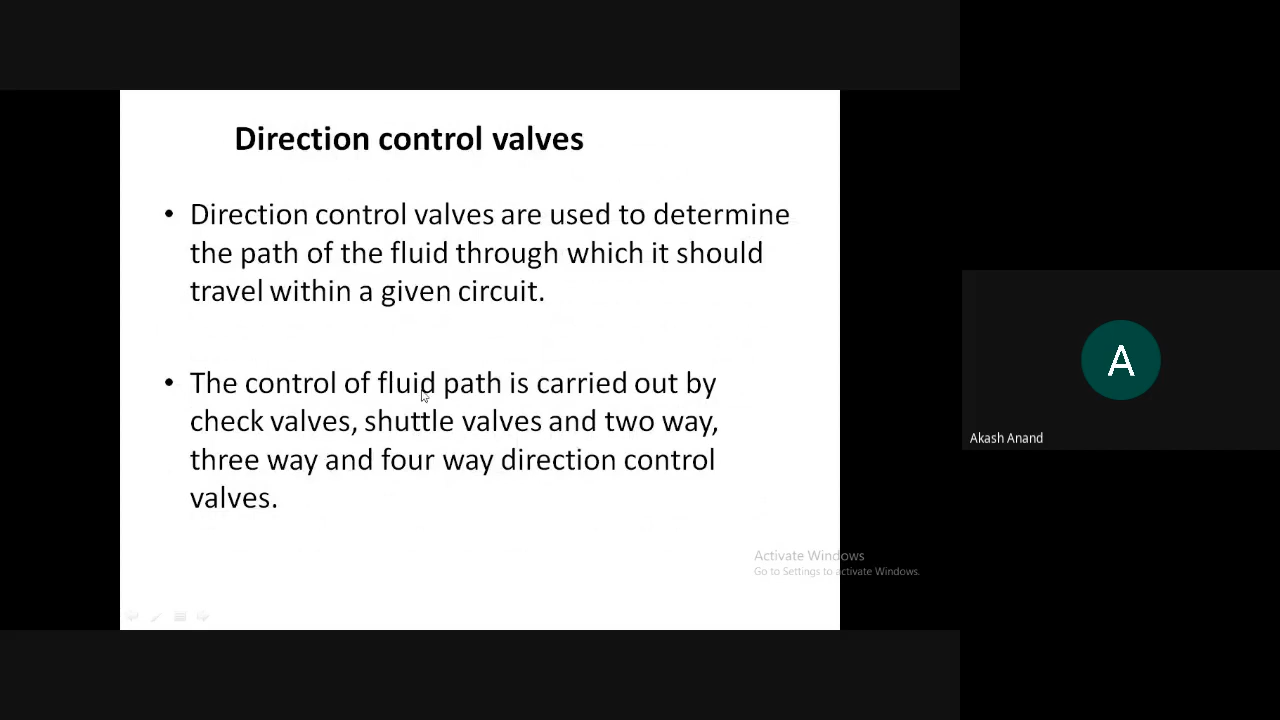 Direction control valves
• Direction control valves are used to determine
the path of the fluid through which it should
travel within a given circuit.
• The control of fluid path is carried out by
check valves, shuttle valves and two way,
three way and four way direction control
valves.
Activate Windows
Go to Settings to activate Windows.
A
Akash Anand